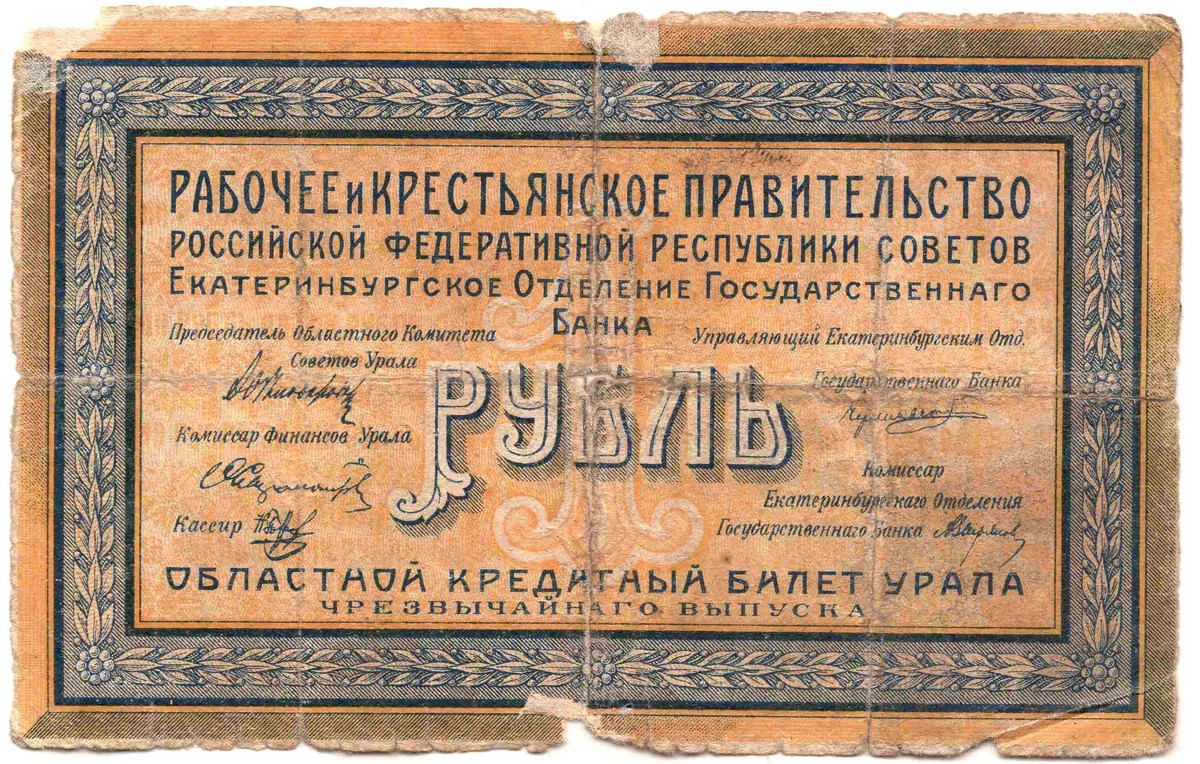 РАБОЧЕЕ и КРЕСТЬЯНСКОЕ ПРАВИТЕЛЬСТВО
РОССИЙСКОЙ ФЕДЕРАТИВНОЙ РЕСПУБЛИКИ СОВЕТОВ
ЕКАТЕРИНБУРГСКОЕ ОТДЕЛЕНИЕ ГОСУДАРСТВЕННАГО
БАНКА
Председатель Областного Комитета
Советов Урала
Управляющий Екатеринбургским Отд.
Государственнаго Банка
РУБЛЬ
Комиссар Финансов Урала
Кассир
Комиссар
Екатеринбургскаго Отделения
Государственнаго Банка
ОБЛАСТНОЙ КРЕДИТНЫЙ БИЛЕТ УРАЛА
ЧРЕЗВЫЧАЙНАГО ВЫПУСКА